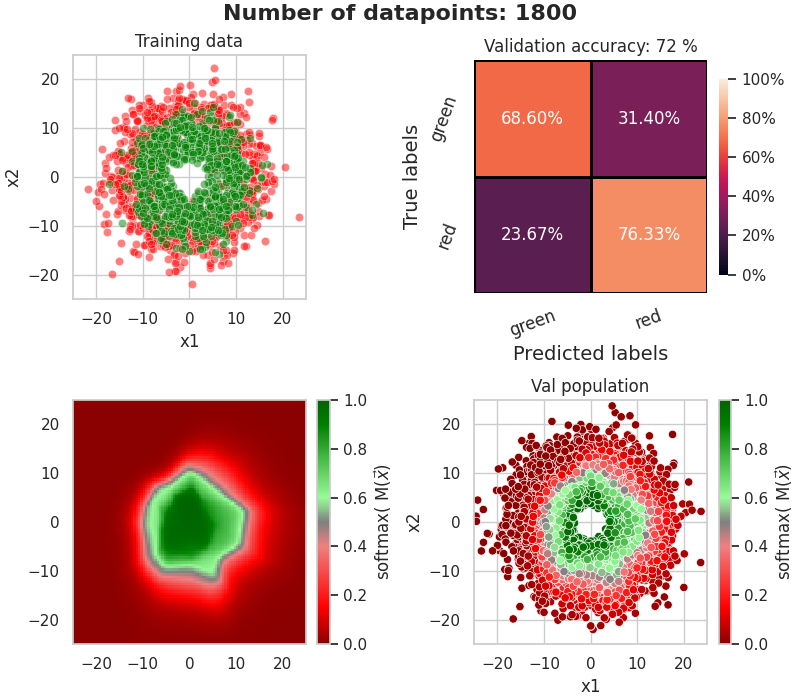 Number of datapoints: 1800
Training data
20
10
0
−10
−20
x2
−20 −10 0 10 20
x1
Validation accuracy: 72 %
True labels
green
red
68.60% 31.40%
23.67% 76.33%
green red
Predicted labels
100%
80%
60%
40%
20%
0%
20
10
0
−10
−20
−20 −10 0 10 20
1.0
0.8
0.6
0.4
0.2
0.0
softmax( M(x⃗)
Val population
20
10
0
−10
−20
x2
−20 −10 0 10 20
x1
1.0
0.8
0.6
0.4
0.2
0.0
softmax( M(x⃗)